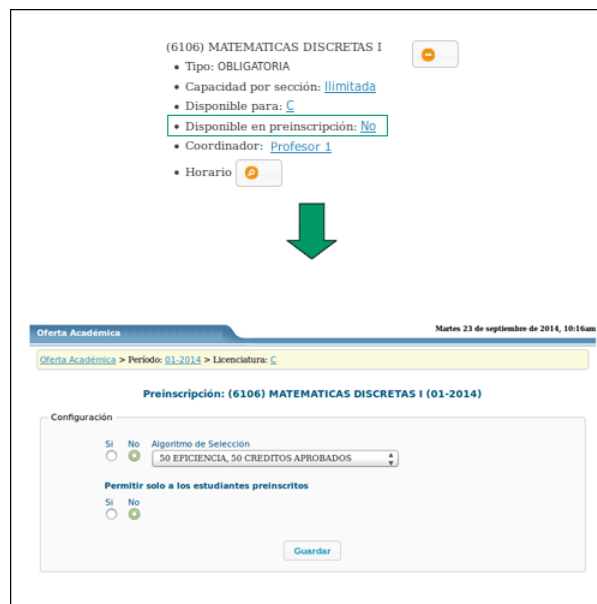 (6106) MATEMATICAS DISCRETAS I
• Tipo: OBLIGATORIA
• Capacidad por sección: Ilimitada
• Disponible para: C
• Disponible en preinscripción: No
• Coordinador: Profesor 1
• Horario
Oferta Académica
Martes 23 de septiembre de 2014, 10:16am
Oferta Académica > Período: 01-2014 > Licenciatura: C
Preinscripción: (6106) MATEMATICAS DISCRETAS I (01-2014)
Configuración
Si No Algoritmo de Selección
50 EFICIENCIA, 50 CREDITOS APROBADOS
Permitir solo a los estudiantes preinscritos
Si No
Guardar